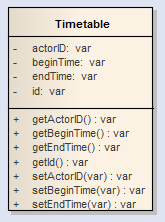 Timetable
- actorID: var
- beginTime: var
- endTime: var
- id: var
+ getActorID() : var
+ getBeginTime() : var
+ getEndTime() : var
+ getId() : var
+ setActorID(var) : var
+ setBeginTime(var) : var
+ setEndTime(var) : var